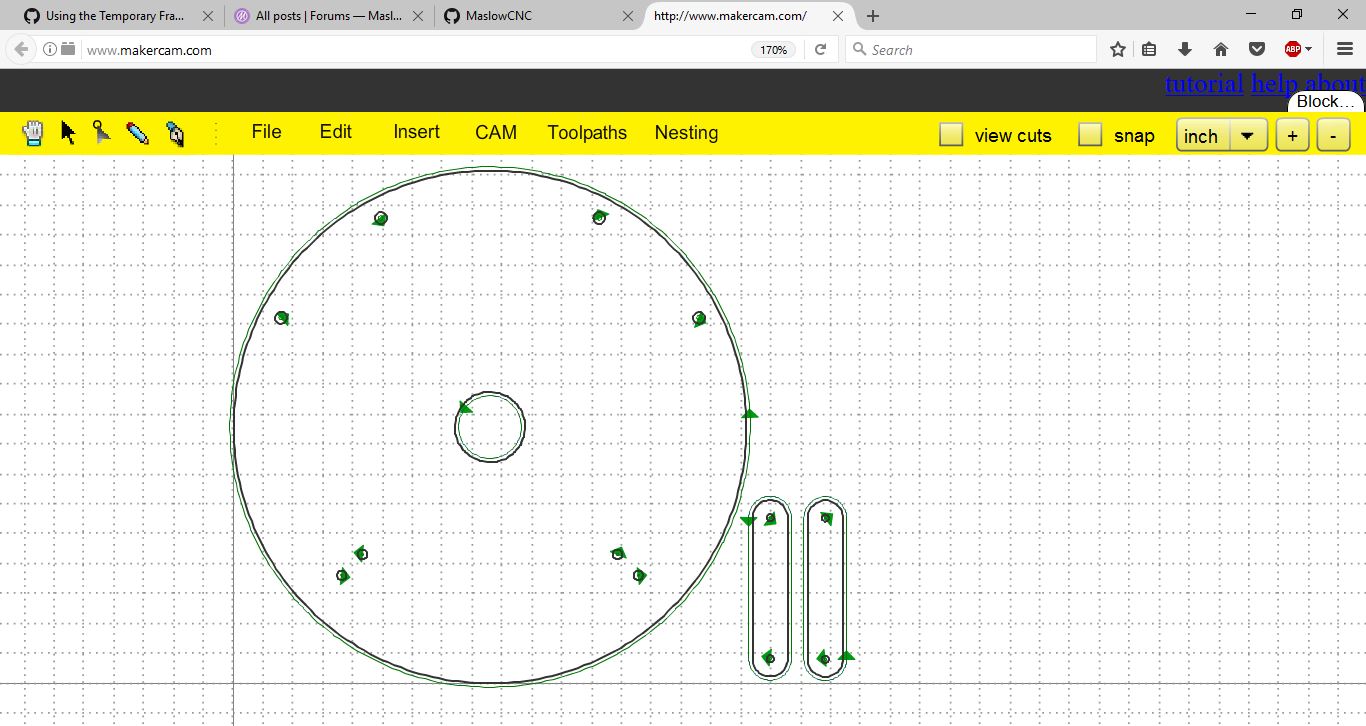 Using the Temporary Fra...
All posts | Forums — Masl...
MaslowCNC
http://www.makercam.com/
www.makercam.com
170%
Search
ABP
tutorial help about
Block...
File Edit Insert CAM Toolpaths Nesting
view cuts snap inch + -